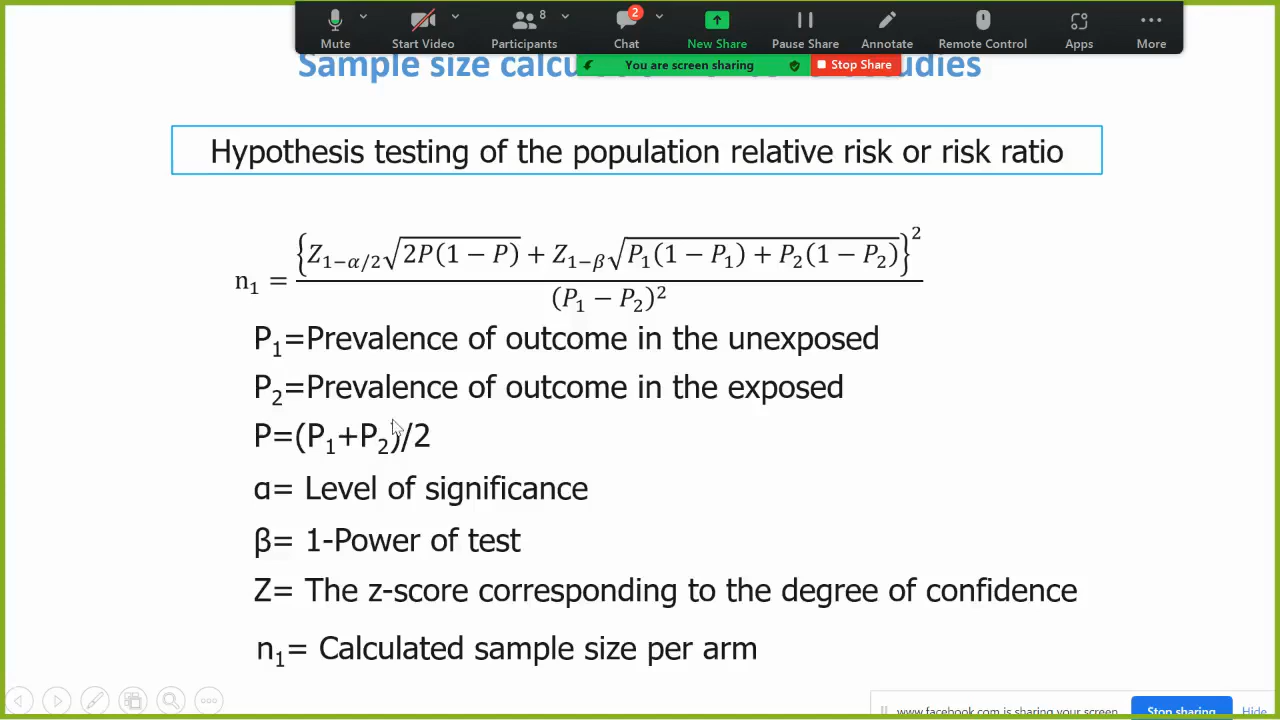 8
2
Mute
Start Video
Participants
Chat
New Share
Pause Share
Annotate
Remote Control
Apps
More
You are screen sharing
Stop Share
Sample size calcu
udies
Hypothesis testing of the population relative risk or risk ratio
n₁ = {Z₁₋α/₂√2P(1 − P) + Z₁₋β√P₁(1 − P₁) + P₂(1 − P₂)}² / (P₁ − P₂)²
P₁=Prevalence of outcome in the unexposed
P₂=Prevalence of outcome in the exposed
P=(P₁+P₂)/2
α= Level of significance
β= 1-Power of test
Z= The z-score corresponding to the degree of confidence
n₁= Calculated sample size per arm
www.facebook.com is sharing your screen.
Stop sharing
Hide